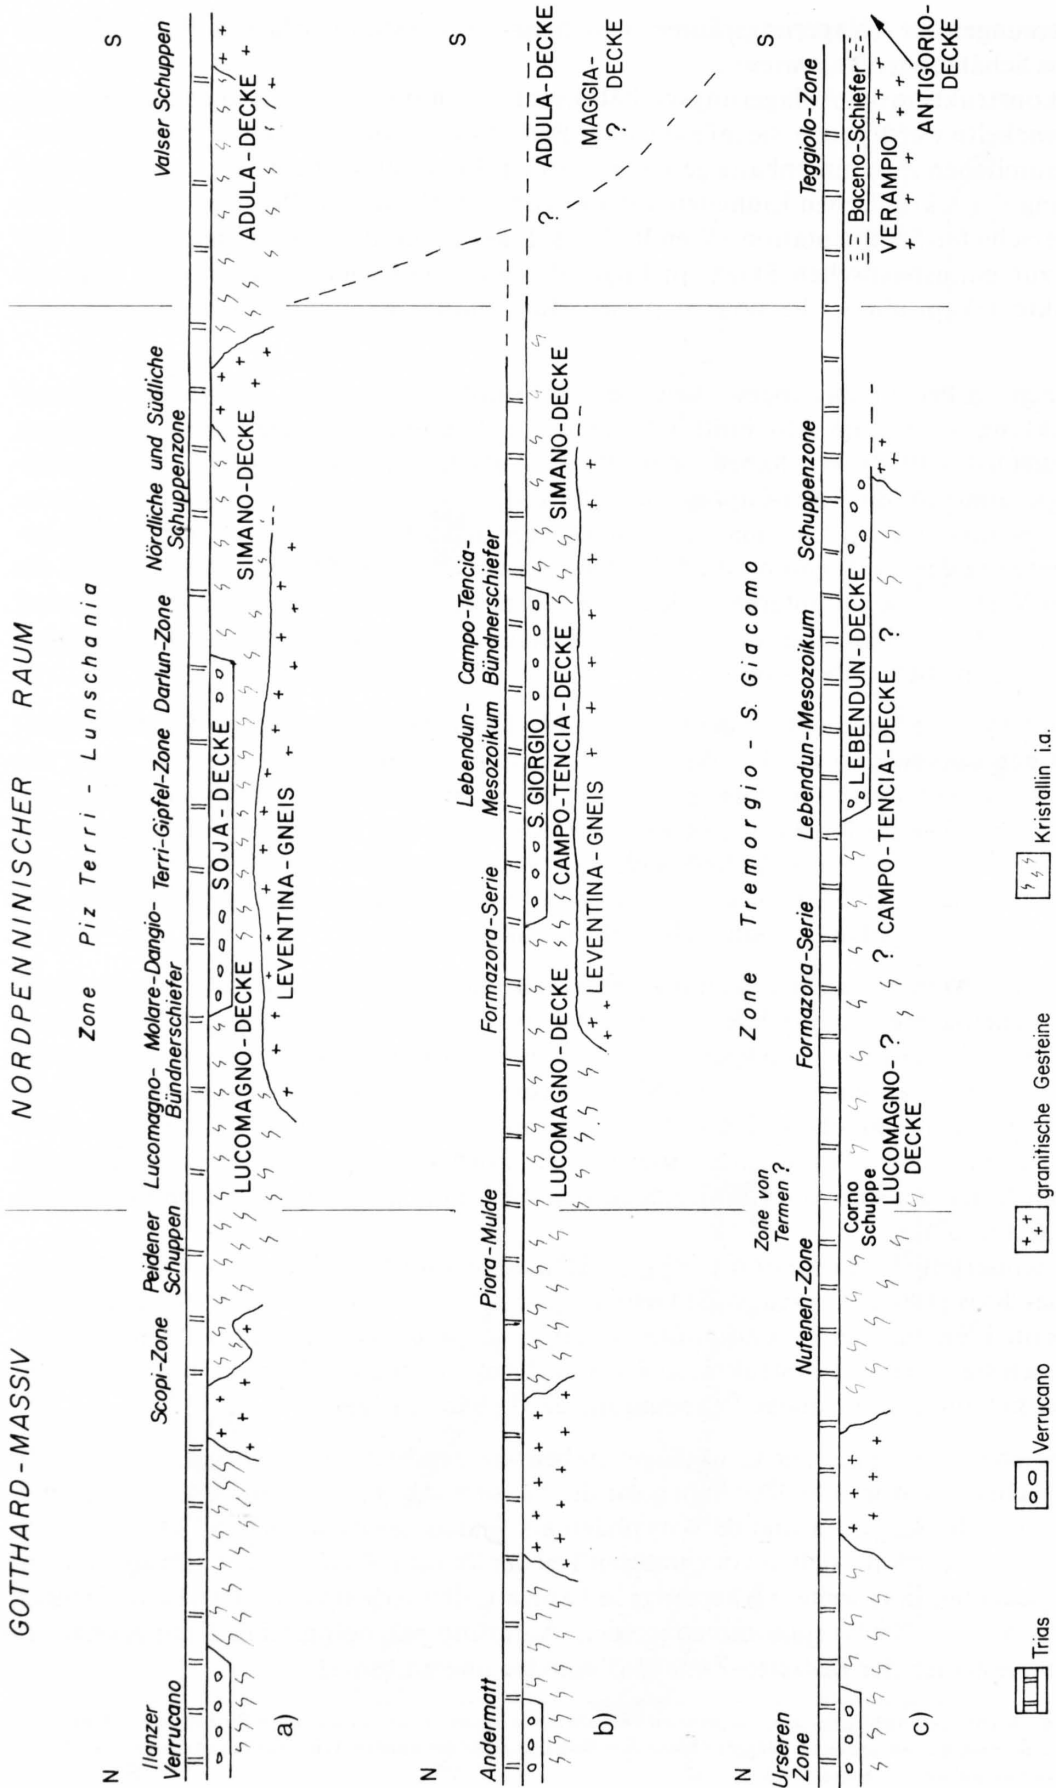 GOTTHARD-MASSIV
NORDPENNINISCHER RAUM
Zone Piz Terri - Lunschania
N
S
Ilanzer
Verrucano
Scopi-Zone
Peidener
Schuppen
Lucomagno-
Bündnerschiefer
Molare-Dangio-
Terri-Gipfel-Zone
Darlun-Zone
Nördliche und Südliche
Schuppenzone
Valser Schuppen
LUCOMAGNO-DECKE
SOJA-DECKE
LEVENTINA-GNEIS
SIMANO-DECKE
ADULA-DECKE
a)
N
S
Andermatt
Piora-Mulde
Formazora-Serie
Lebendun-
Mesozoikum
Campo-Tencia-
Bündnerschiefer
LUCOMAGNO-DECKE
S. GIORGIO
CAMPO-TENCIA-DECKE
LEVENTINA-GNEIS
SIMANO-DECKE
?
ADULA-DECKE
MAGGIA-
DECKE
?
b)
Zone Tremorgio - S. Giacomo
N
S
Urseren
Zone
Nufenen-Zone
Zone von
Termen ?
Formazora-Serie
Lebendun-Mesozoikum
Schuppenzone
Teggiolo-Zone
Corno
Schuppe
LUCOMAGNO- ?
DECKE
? CAMPO-TENCIA-DECKE ?
LEBENDUN-DECKE
Baceno-Schiefer
VERAMPIO
ANTIGORIO-
DECKE
c)
Trias
Verrucano
granitische Gesteine
Kristallin i.a.